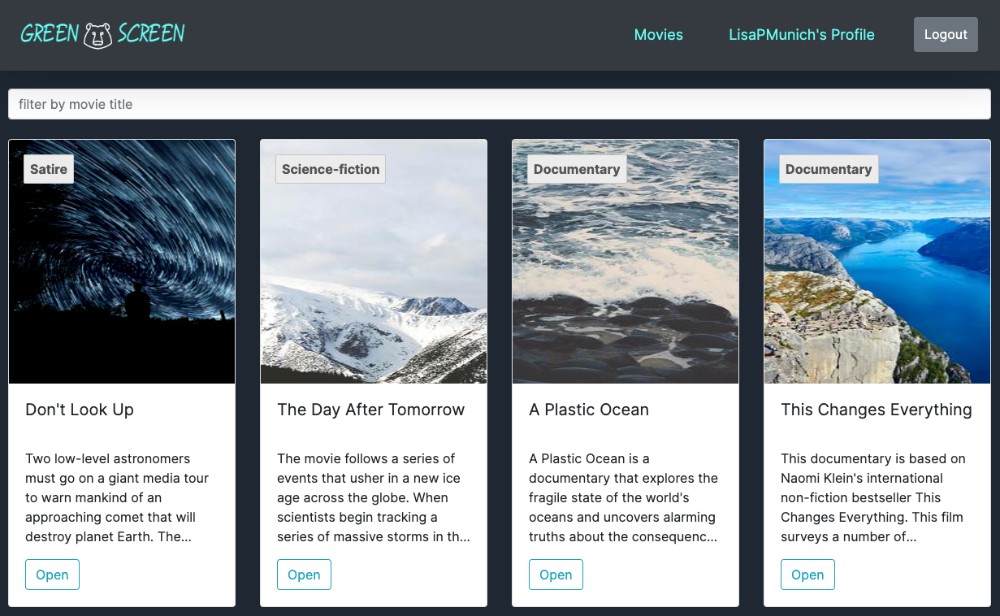 GREEN SCREEN
Movies
LisaPMunich's Profile
Logout
filter by movie title
Satire
Don't Look Up
Two low-level astronomers
must go on a giant media tour
to warn mankind of an
approaching comet that will
destroy planet Earth. The...
Open
Science-fiction
The Day After Tomorrow
The movie follows a series of
events that usher in a new ice
age across the globe. When
scientists begin tracking a
series of massive storms in th...
Open
Documentary
A Plastic Ocean
A Plastic Ocean is a
documentary that explores the
fragile state of the world's
oceans and uncovers alarming
truths about the consequenc...
Open
Documentary
This Changes Everything
This documentary is based on
Naomi Klein's international
non-fiction bestseller This
Changes Everything. This film
surveys a number of...
Open